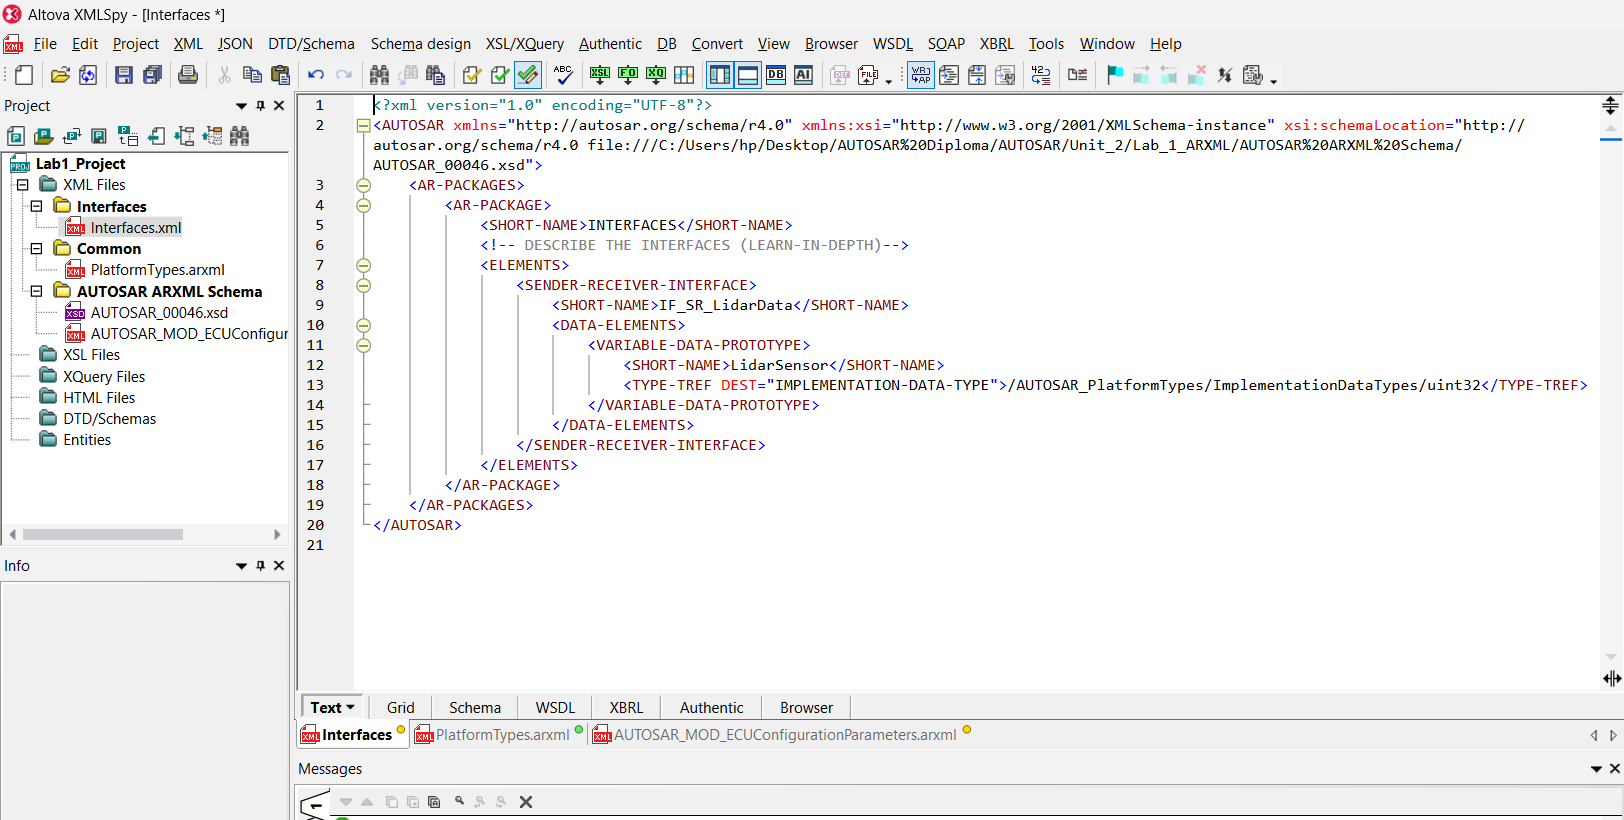 Altova XMLSpy - [Interfaces *]
File Edit Project XML JSON DTD/Schema Schema design XSL/XQuery Authentic DB Convert View Browser WSDL SOAP XBRL Tools Window Help
Project
Lab1_Project
XML Files
Interfaces
Interfaces.xml
Common
PlatformTypes.arxml
AUTOSAR ARXML Schema
AUTOSAR_00046.xsd
AUTOSAR_MOD_ECUConfigur
XSL Files
XQuery Files
HTML Files
DTD/Schemas
Entities
Info
1 <?xml version="1.0" encoding="UTF-8"?>
2 <AUTOSAR xmlns="http://autosar.org/schema/r4.0" xmlns:xsi="http://www.w3.org/2001/XMLSchema-instance" xsi:schemaLocation="http://
autosar.org/schema/r4.0 file:///C:/Users/hp/Desktop/AUTOSAR%20Diploma/AUTOSAR/Unit_2/Lab_1_ARXML/AUTOSAR%20ARXML%20Schema/
AUTOSAR_00046.xsd">
3 <AR-PACKAGES>
4 <AR-PACKAGE>
5 <SHORT-NAME>INTERFACES</SHORT-NAME>
6 <!-- DESCRIBE THE INTERFACES (LEARN-IN-DEPTH)-->
7 <ELEMENTS>
8 <SENDER-RECEIVER-INTERFACE>
9 <SHORT-NAME>IF_SR_LidarData</SHORT-NAME>
10 <DATA-ELEMENTS>
11 <VARIABLE-DATA-PROTOTYPE>
12 <SHORT-NAME>LidarSensor</SHORT-NAME>
13 <TYPE-TREF DEST="IMPLEMENTATION-DATA-TYPE">/AUTOSAR_PlatformTypes/ImplementationDataTypes/uint32</TYPE-TREF>
14 </VARIABLE-DATA-PROTOTYPE>
15 </DATA-ELEMENTS>
16 </SENDER-RECEIVER-INTERFACE>
17 </ELEMENTS>
18 </AR-PACKAGE>
19 </AR-PACKAGES>
20 </AUTOSAR>
21
Text Grid Schema WSDL XBRL Authentic Browser
Interfaces PlatformTypes.arxml AUTOSAR_MOD_ECUConfigurationParameters.arxml
Messages
1